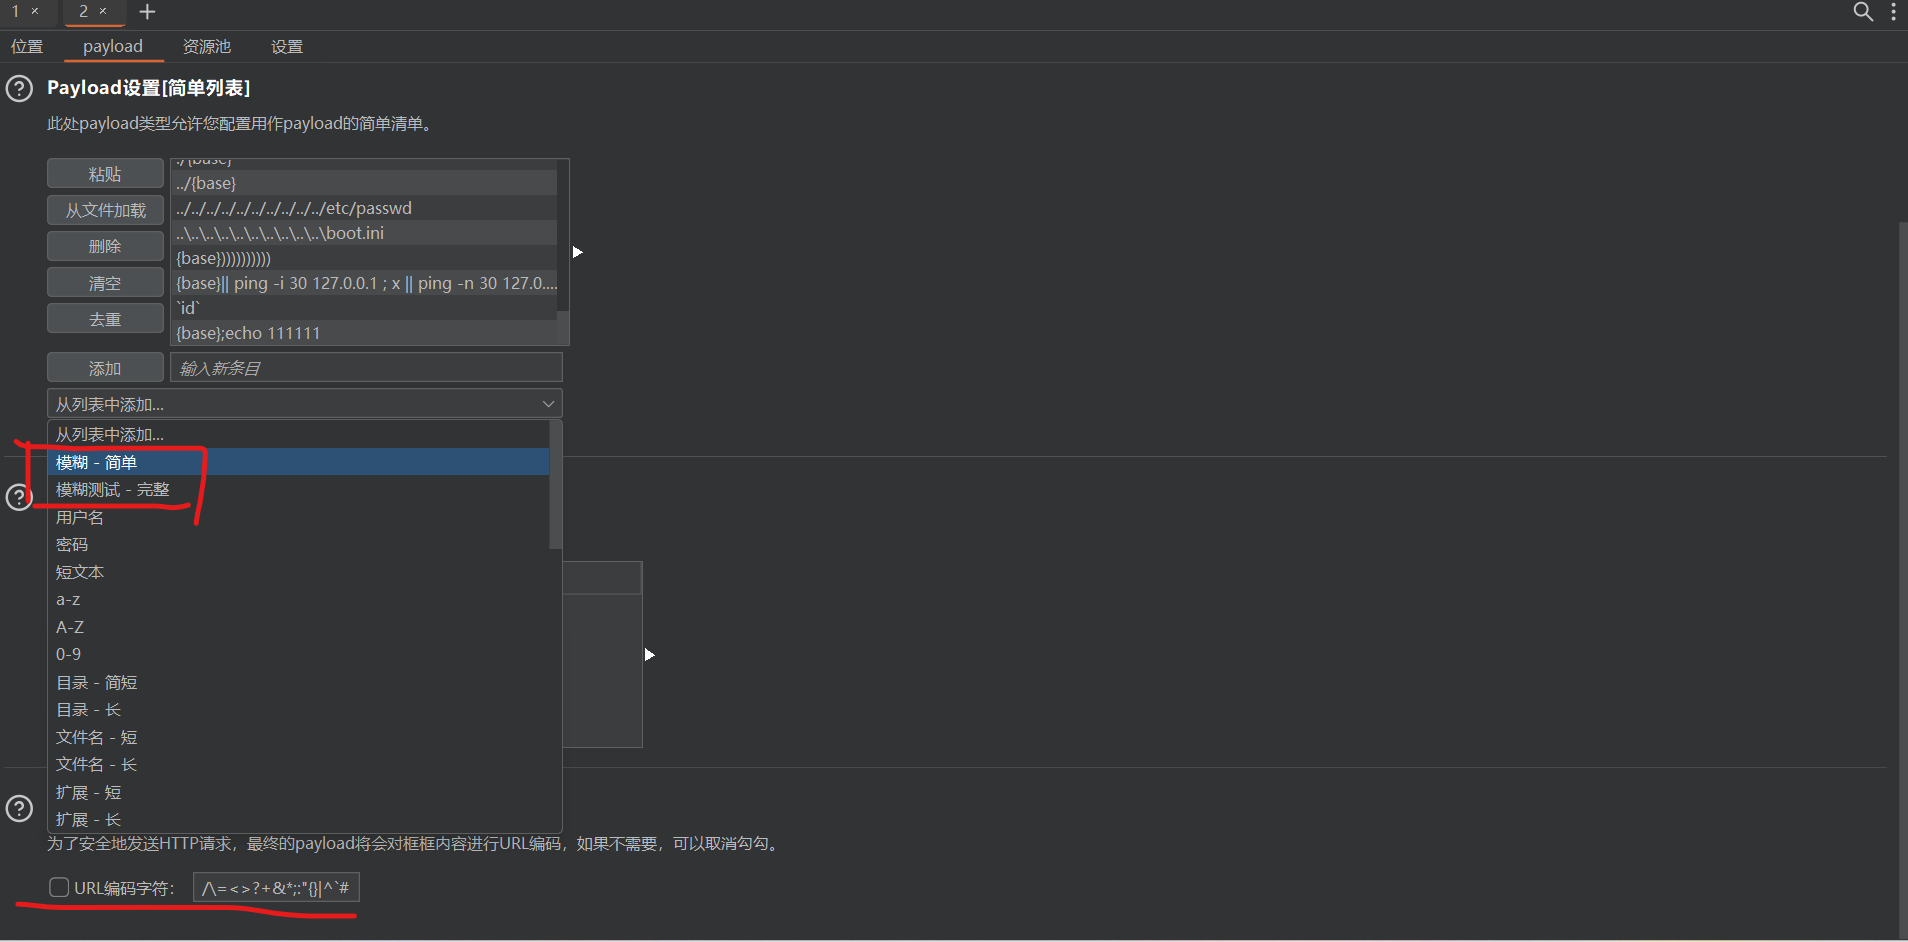 1 ×
2 ×
+
位置
payload
资源池
设置
Payload设置[简单列表]
此处payload类型允许您配置用作payload的简单清单。
粘贴
从文件加载
删除
清空
去重
./{base}
../{base}
../../../../../../../../../../etc/passwd
..\..\..\..\..\..\..\..\..\..\boot.ini
{base}))))))))))
{base}|| ping -i 30 127.0.0.1 ; x || ping -n 30 127.0....
`id`
{base};echo 111111
添加
输入新条目
从列表中添加...
从列表中添加...
模糊 - 简单
模糊测试 - 完整
用户名
密码
短文本
a-z
A-Z
0-9
目录 - 简短
目录 - 长
文件名 - 短
文件名 - 长
扩展 - 短
扩展 - 长
为了安全地发送HTTP请求，最终的payload将会对框框内容进行URL编码，如果不需要，可以取消勾勾。
URL编码字符：
/\=<>?+&*;:"{}|^`#